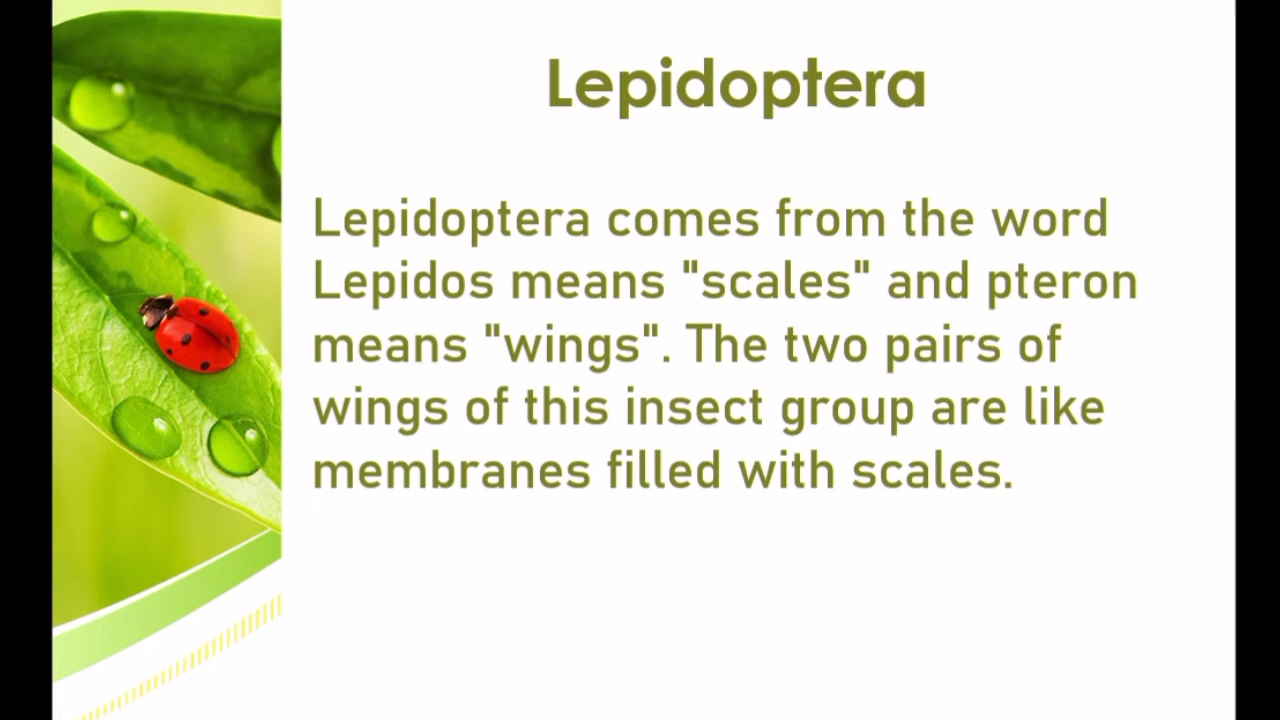 Lepidoptera
Lepidoptera comes from the word
Lepidos means "scales" and pteron
means "wings". The two pairs of
wings of this insect group are like
membranes filled with scales.